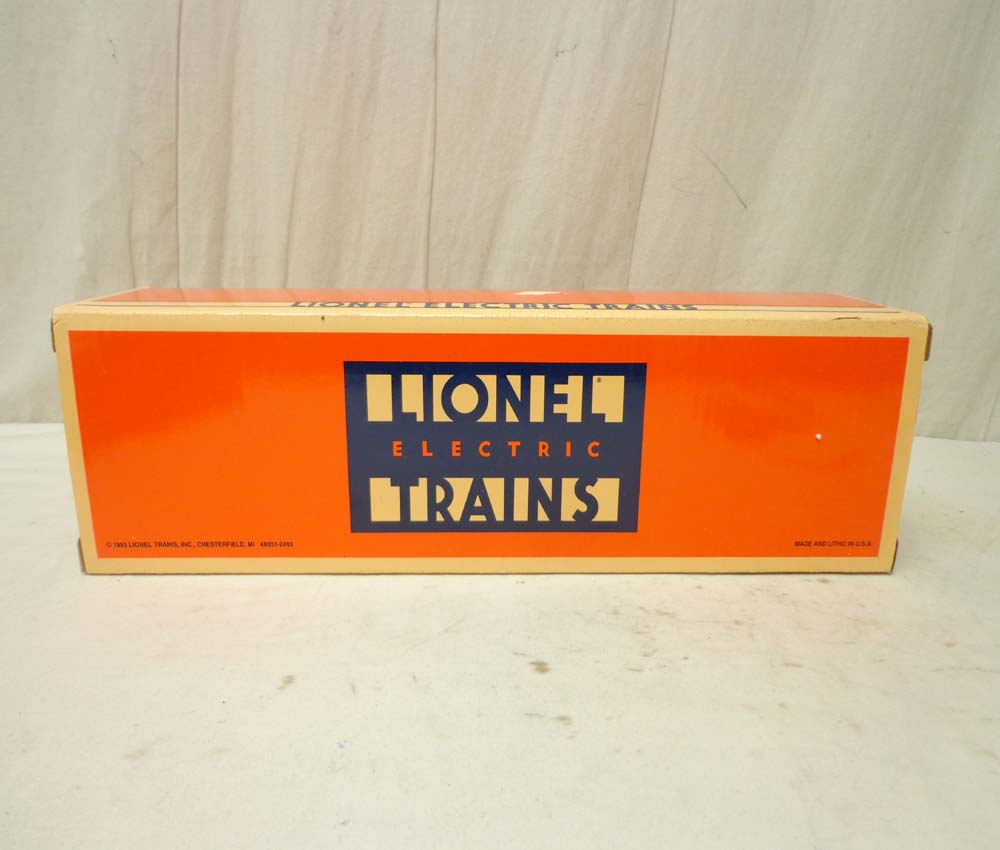 LIONEL ELECTRIC TRAINS
LIONEL
ELECTRIC
TRAINS
© 1993 LIONEL TRAINS, INC., CHESTERFIELD, MI 48051-2493
MADE AND LITHO IN U.S.A.